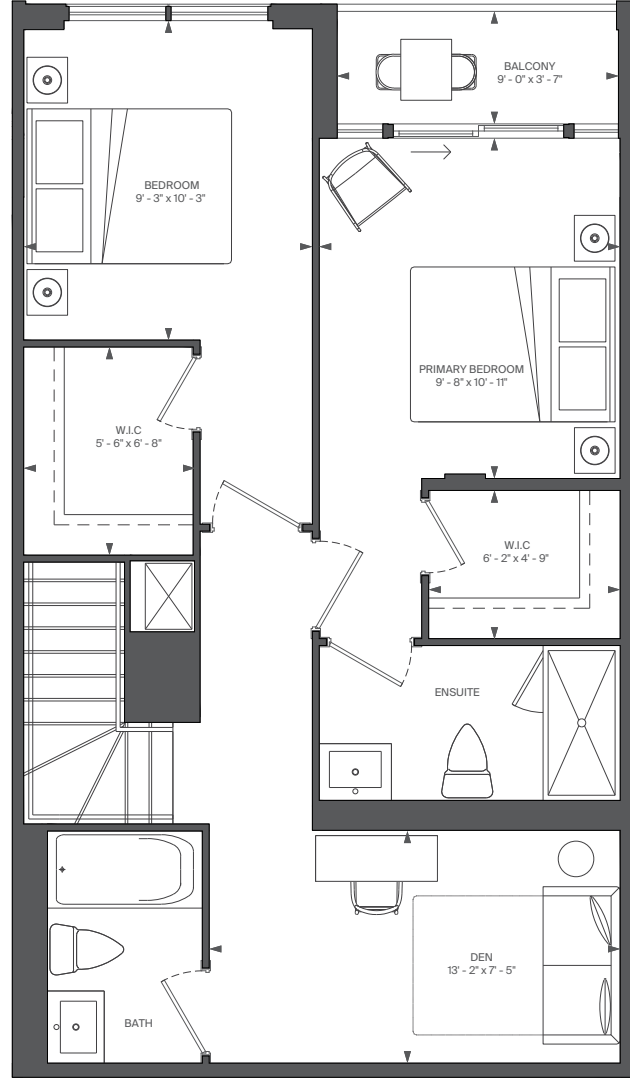 BALCONY
9' - 0" x 3' - 7"
BEDROOM
9' - 3" x 10' - 3"
PRIMARY BEDROOM
9' - 8" x 10' - 11"
W.I.C
5' - 6" x 6' - 8"
W.I.C
6' - 2" x 4' - 9"
ENSUITE
DEN
13' - 2" x 7' - 5"
BATH